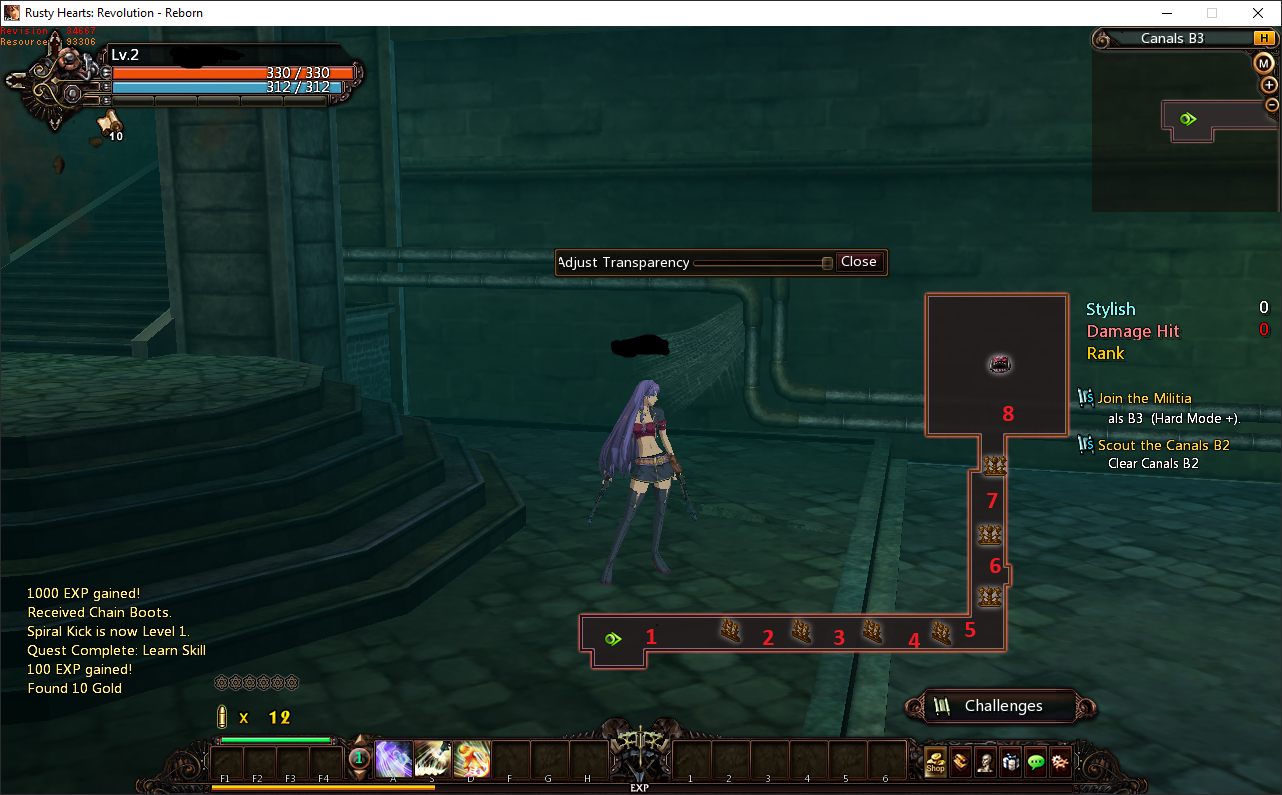 Rusty Hearts: Revolution - Reborn
Revision: 34667
Resource: 93306
Lv.2
330 / 330
312 / 312
10
Canals B3
H
M
Adjust Transparency
Close
Stylish 0
Damage Hit 0
Rank
Join the Militia
als B3 (Hard Mode +).
Scout the Canals B2
Clear Canals B2
8
7
6
5
1 2 3 4
1000 EXP gained!
Received Chain Boots.
Spiral Kick is now Level 1.
Quest Complete: Learn Skill
100 EXP gained!
Found 10 Gold
x 12
Challenges
1
Shop
F1 F2 F3 F4 A S D F G H 1 2 3 4 5 6
EXP